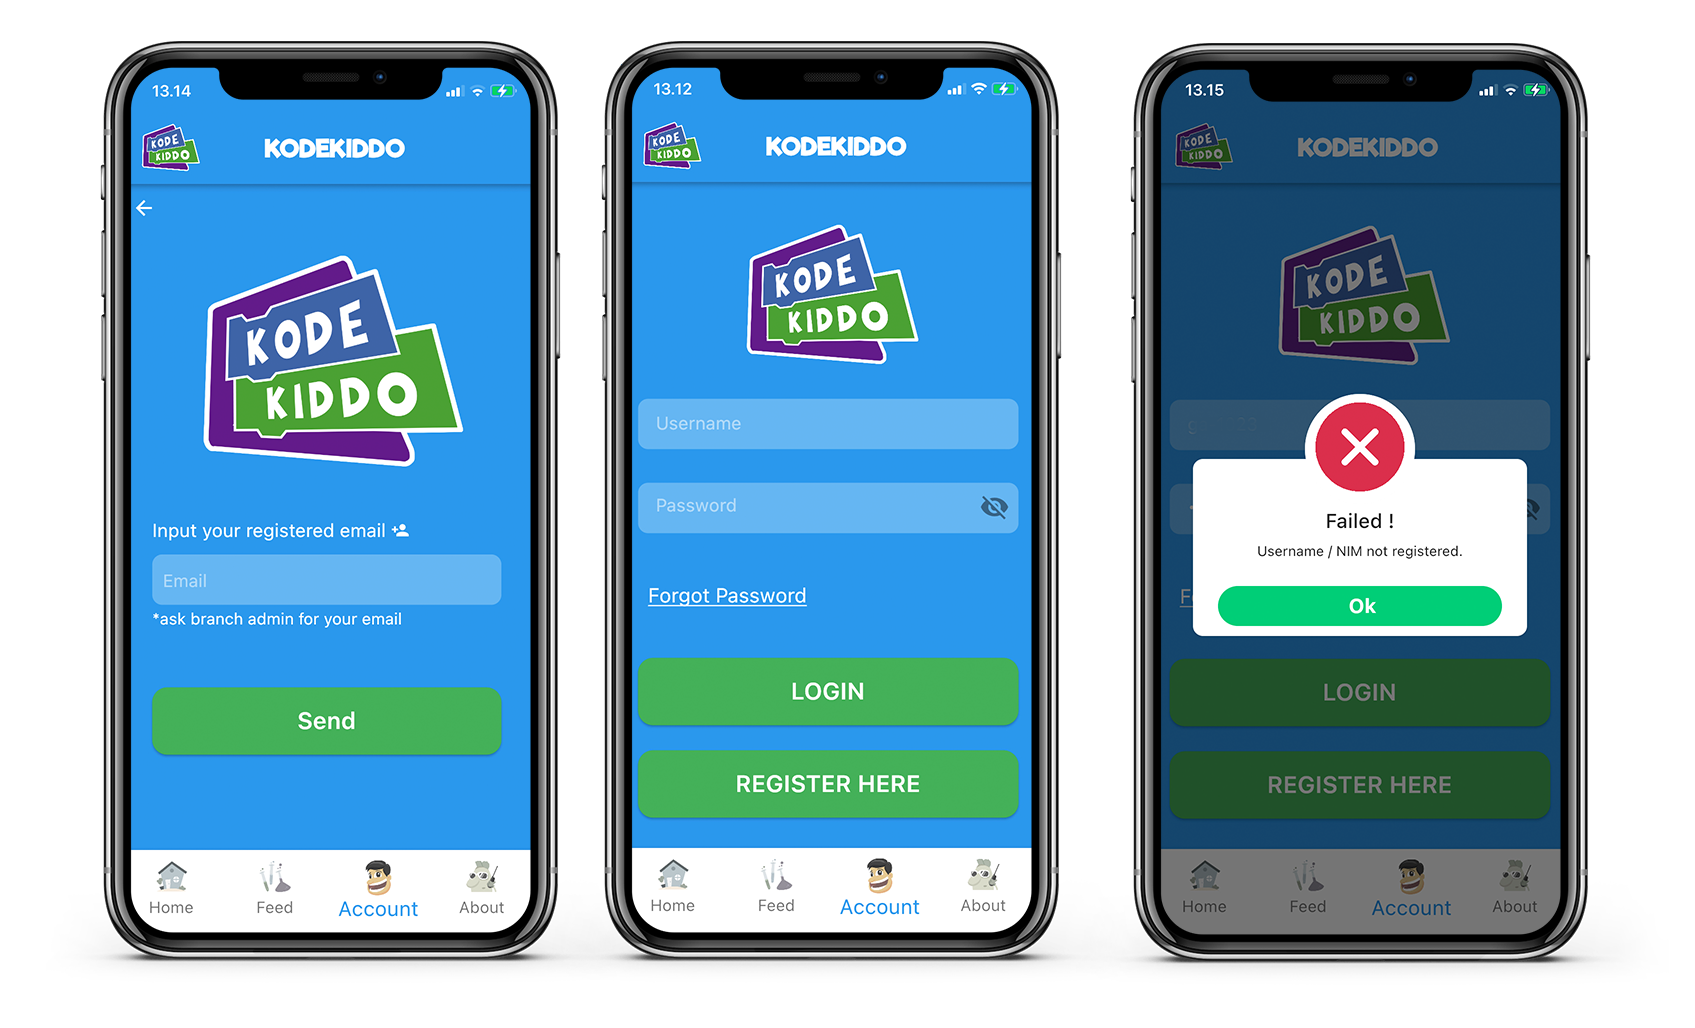 13.14
KODE
KIDDO
KODEKIDDO
KODE
KIDDO
Input your registered email
Email
*ask branch admin for your email
Send
Home
Feed
Account
About
13.12
KODE
KIDDO
KODEKIDDO
KODE
KIDDO
Username
Password
Forgot Password
LOGIN
REGISTER HERE
Home
Feed
Account
About
13.15
KODE
KIDDO
KODEKIDDO
KODE
KIDDO
Failed !
Username / NIM not registered.
Ok
LOGIN
REGISTER HERE
Home
Feed
Account
About